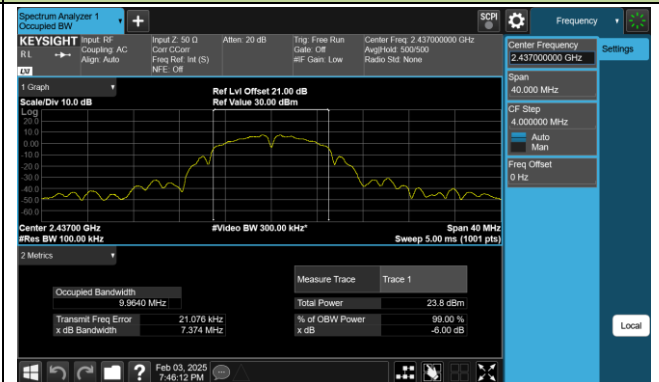 Spectrum Analyzer 1
Occupied BW
SCPI
Frequency
KEYSIGHT
RL
LXI
Input: RF
Coupling: AC
Align: Auto
Input Z: 50 Ω
Corr CCorr
Freq Ref: Int (S)
NFE: Off
Atten: 20 dB
Trig: Free Run
Gate: Off
#IF Gain: Low
Center Freq: 2.437000000 GHz
Avg|Hold: 500/500
Radio Std: None
Center Frequency
2.437000000 GHz
Settings
Span
40.000 MHz
CF Step
4.000000 MHz
Auto
Man
Freq Offset
0 Hz
1 Graph
Scale/Div 10.0 dB
Ref Lvl Offset 21.00 dB
Ref Value 30.00 dBm
Log
20.0
10.0
0.00
-10.0
-20.0
-30.0
-40.0
-50.0
-60.0
Center 2.43700 GHz
#Video BW 300.00 kHz*
Span 40 MHz
#Res BW 100.00 kHz
Sweep 5.00 ms (1001 pts)
2 Metrics
Measure Trace Trace 1
Occupied Bandwidth
9.9640 MHz
Total Power 23.8 dBm
Transmit Freq Error 21.076 kHz
% of OBW Power 99.00 %
x dB Bandwidth 7.374 MHz
x dB -6.00 dB
Local
Feb 03, 2025
7:46:12 PM